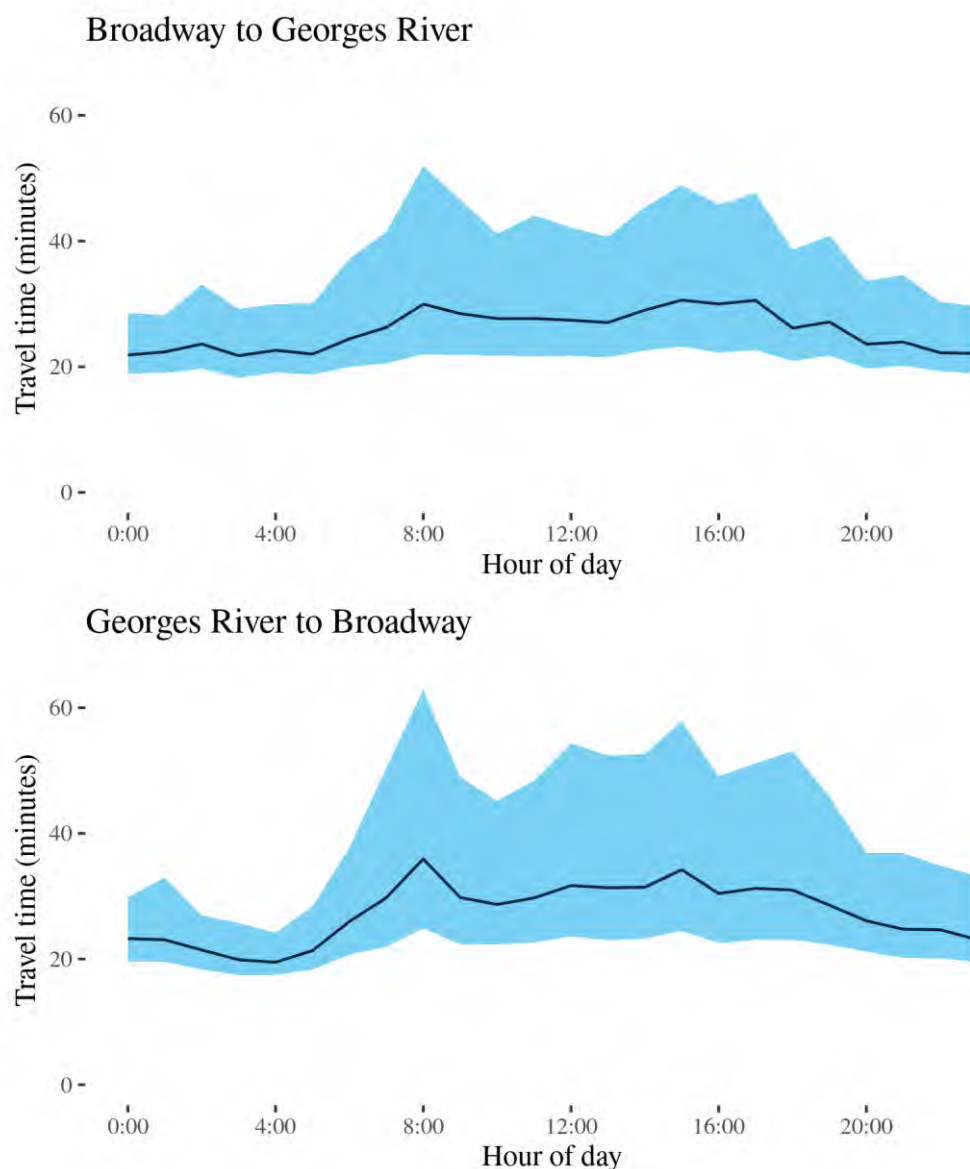 Broadway to Georges River
60
40
20
0
Travel time (minutes)
0:00 4:00 8:00 12:00 16:00 20:00
Hour of day
Georges River to Broadway
60
40
20
0
Travel time (minutes)
0:00 4:00 8:00 12:00 16:00 20:00
Hour of day